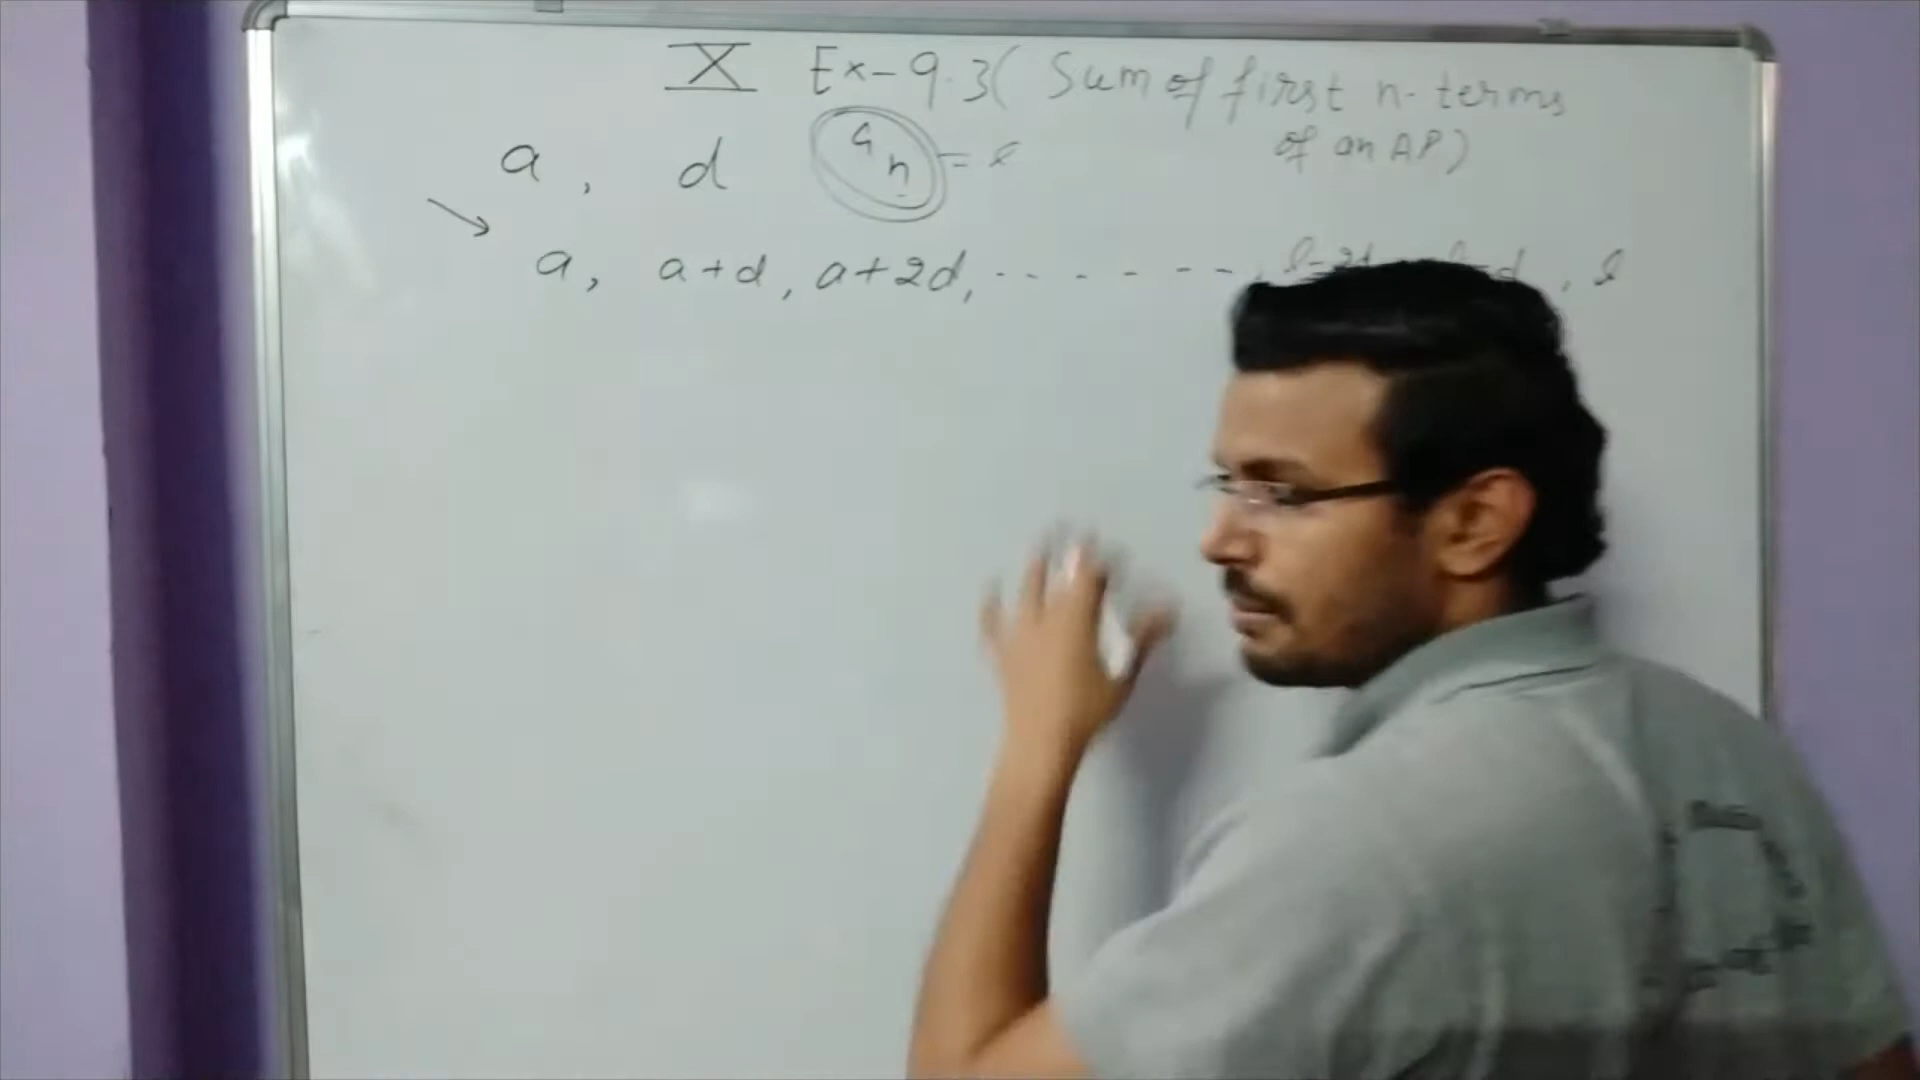 X Ex-9.3( Sum of first n-terms
of an AP)
a, d aₙ = l
a, a+d, a+2d, - - - - - - -, l-2d, l-d, l